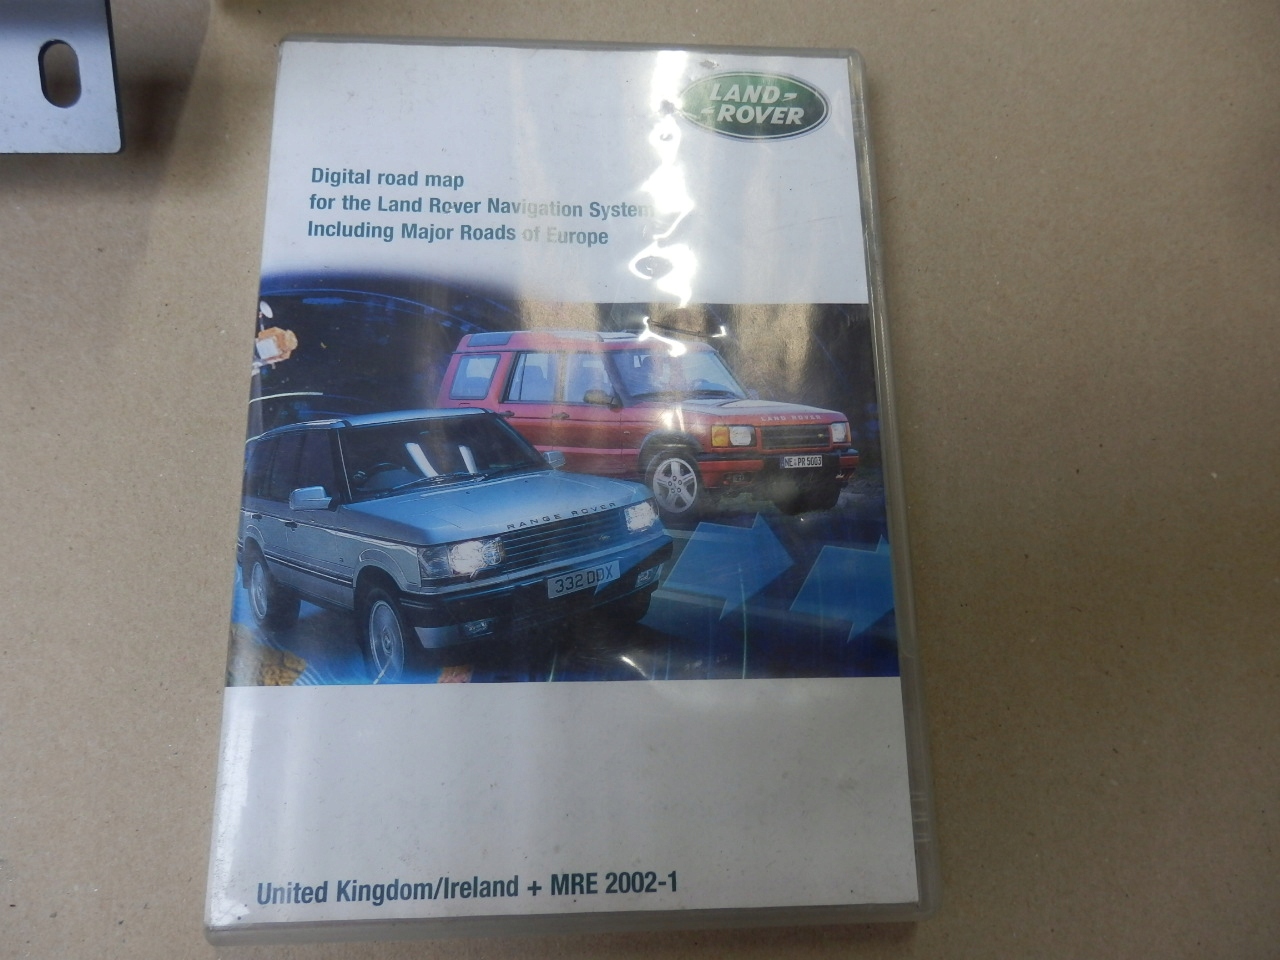 LAND-
-ROVER
Digital road map
for the Land Rover Navigation System
Including Major Roads of Europe
LAND ROVER
NE PR 5003
RANGE ROVER
332 DDX
United Kingdom/Ireland + MRE 2002-1